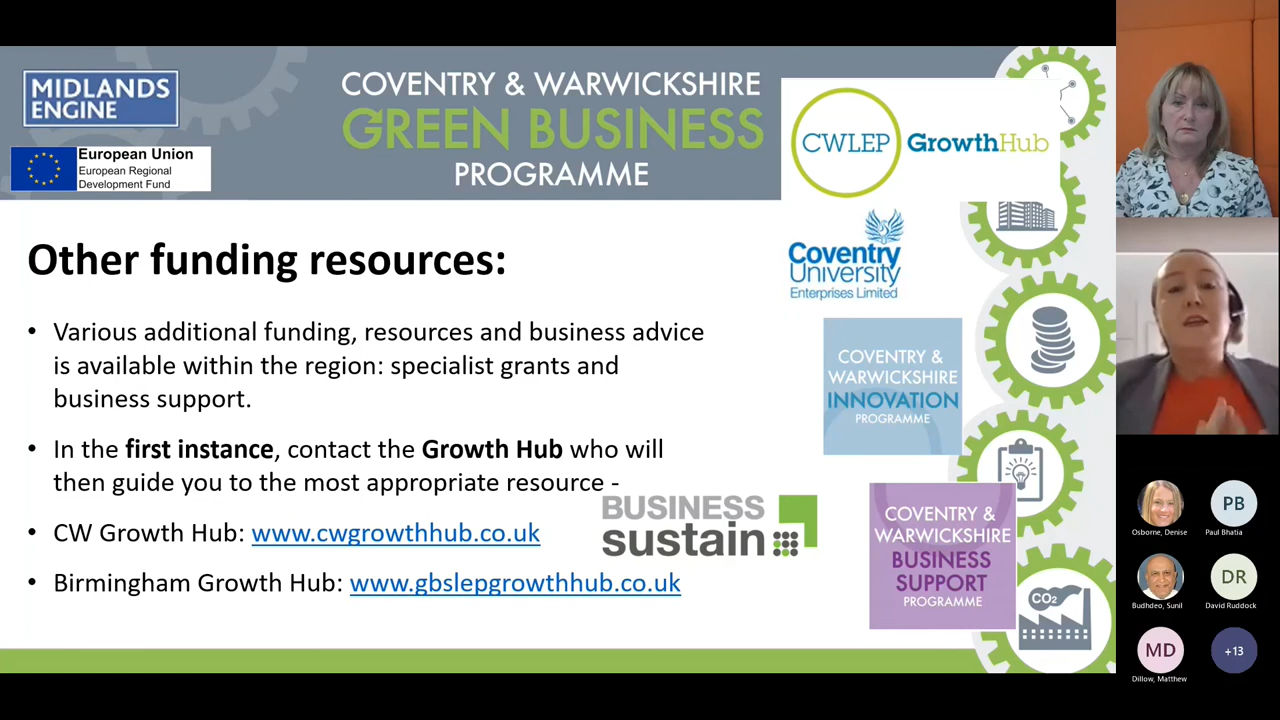 MIDLANDS
ENGINE
European Union
European Regional
Development Fund
COVENTRY & WARWICKSHIRE
GREEN BUSINESS
PROGRAMME
CWLEP
GrowthHub
Coventry
University
Enterprises Limited
Other funding resources:
• Various additional funding, resources and business advice
is available within the region: specialist grants and
business support.
• In the first instance, contact the Growth Hub who will
then guide you to the most appropriate resource -
• CW Growth Hub: www.cwgrowthhub.co.uk
• Birmingham Growth Hub: www.gbslepgrowthhub.co.uk
BUSINESS
sustain
COVENTRY &
WARWICKSHIRE
INNOVATION
PROGRAMME
COVENTRY &
WARWICKSHIRE
BUSINESS
SUPPORT
PROGRAMME
CO₂
Osborne, Denise
PB
Paul Bhatia
Budhdeo, Sunil
DR
David Ruddock
MD
Dillow, Matthew
+13